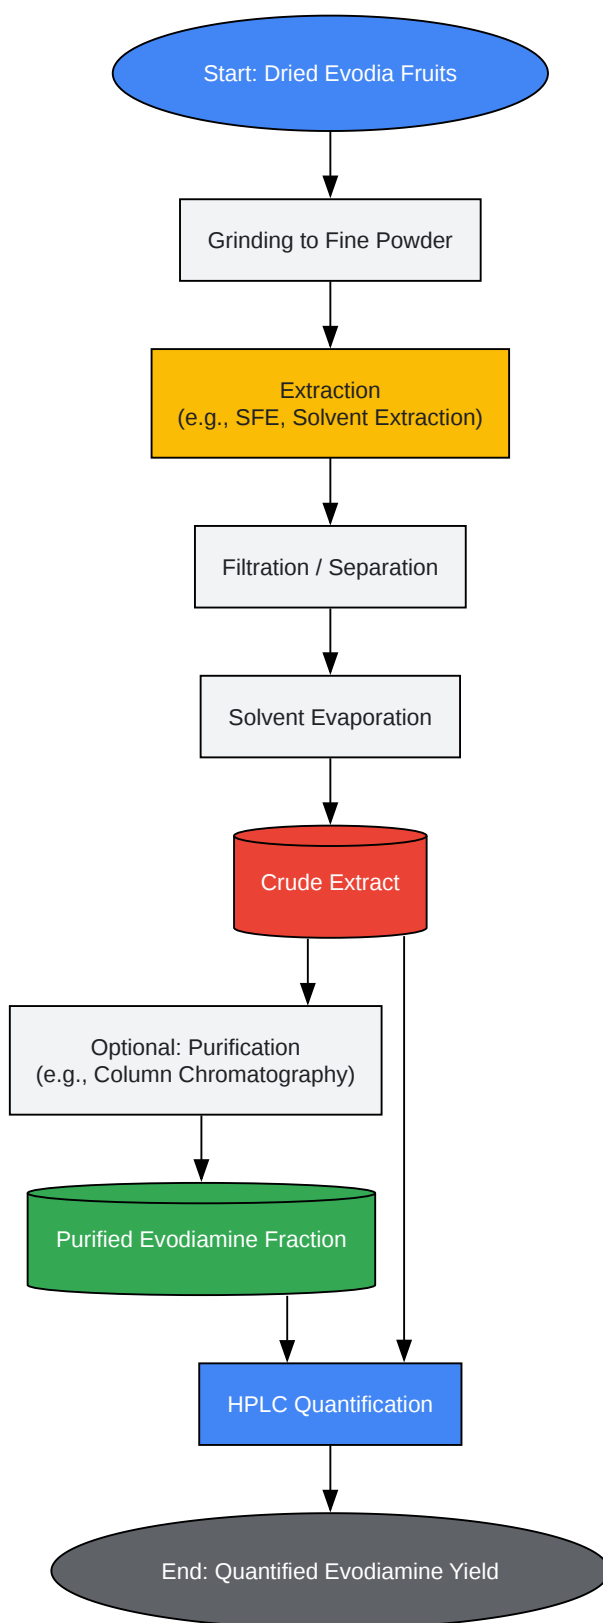 Start: Dried Evodia Fruits
Grinding to Fine Powder
Extraction
(e.g., SFE, Solvent Extraction)
Filtration / Separation
Solvent Evaporation
Crude Extract
Optional: Purification
(e.g., Column Chromatography)
Purified Evodiamine Fraction
HPLC Quantification
End: Quantified Evodiamine Yield